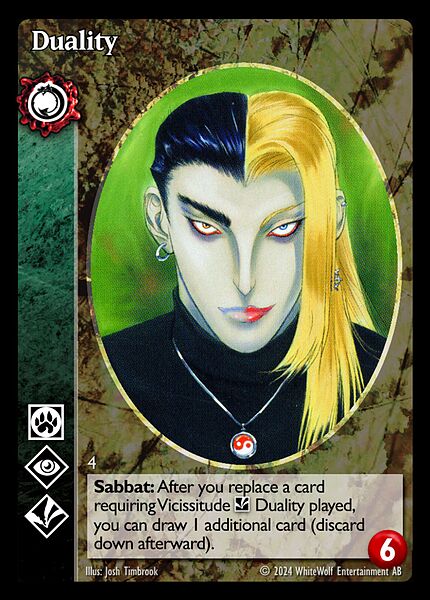 Duality
4
Sabbat: After you replace a card
requiring Vicissitude Duality played,
you can draw 1 additional card (discard
down afterward).
6
Illus: Josh Timbrook
© 2024 WhiteWolf Entertainment AB